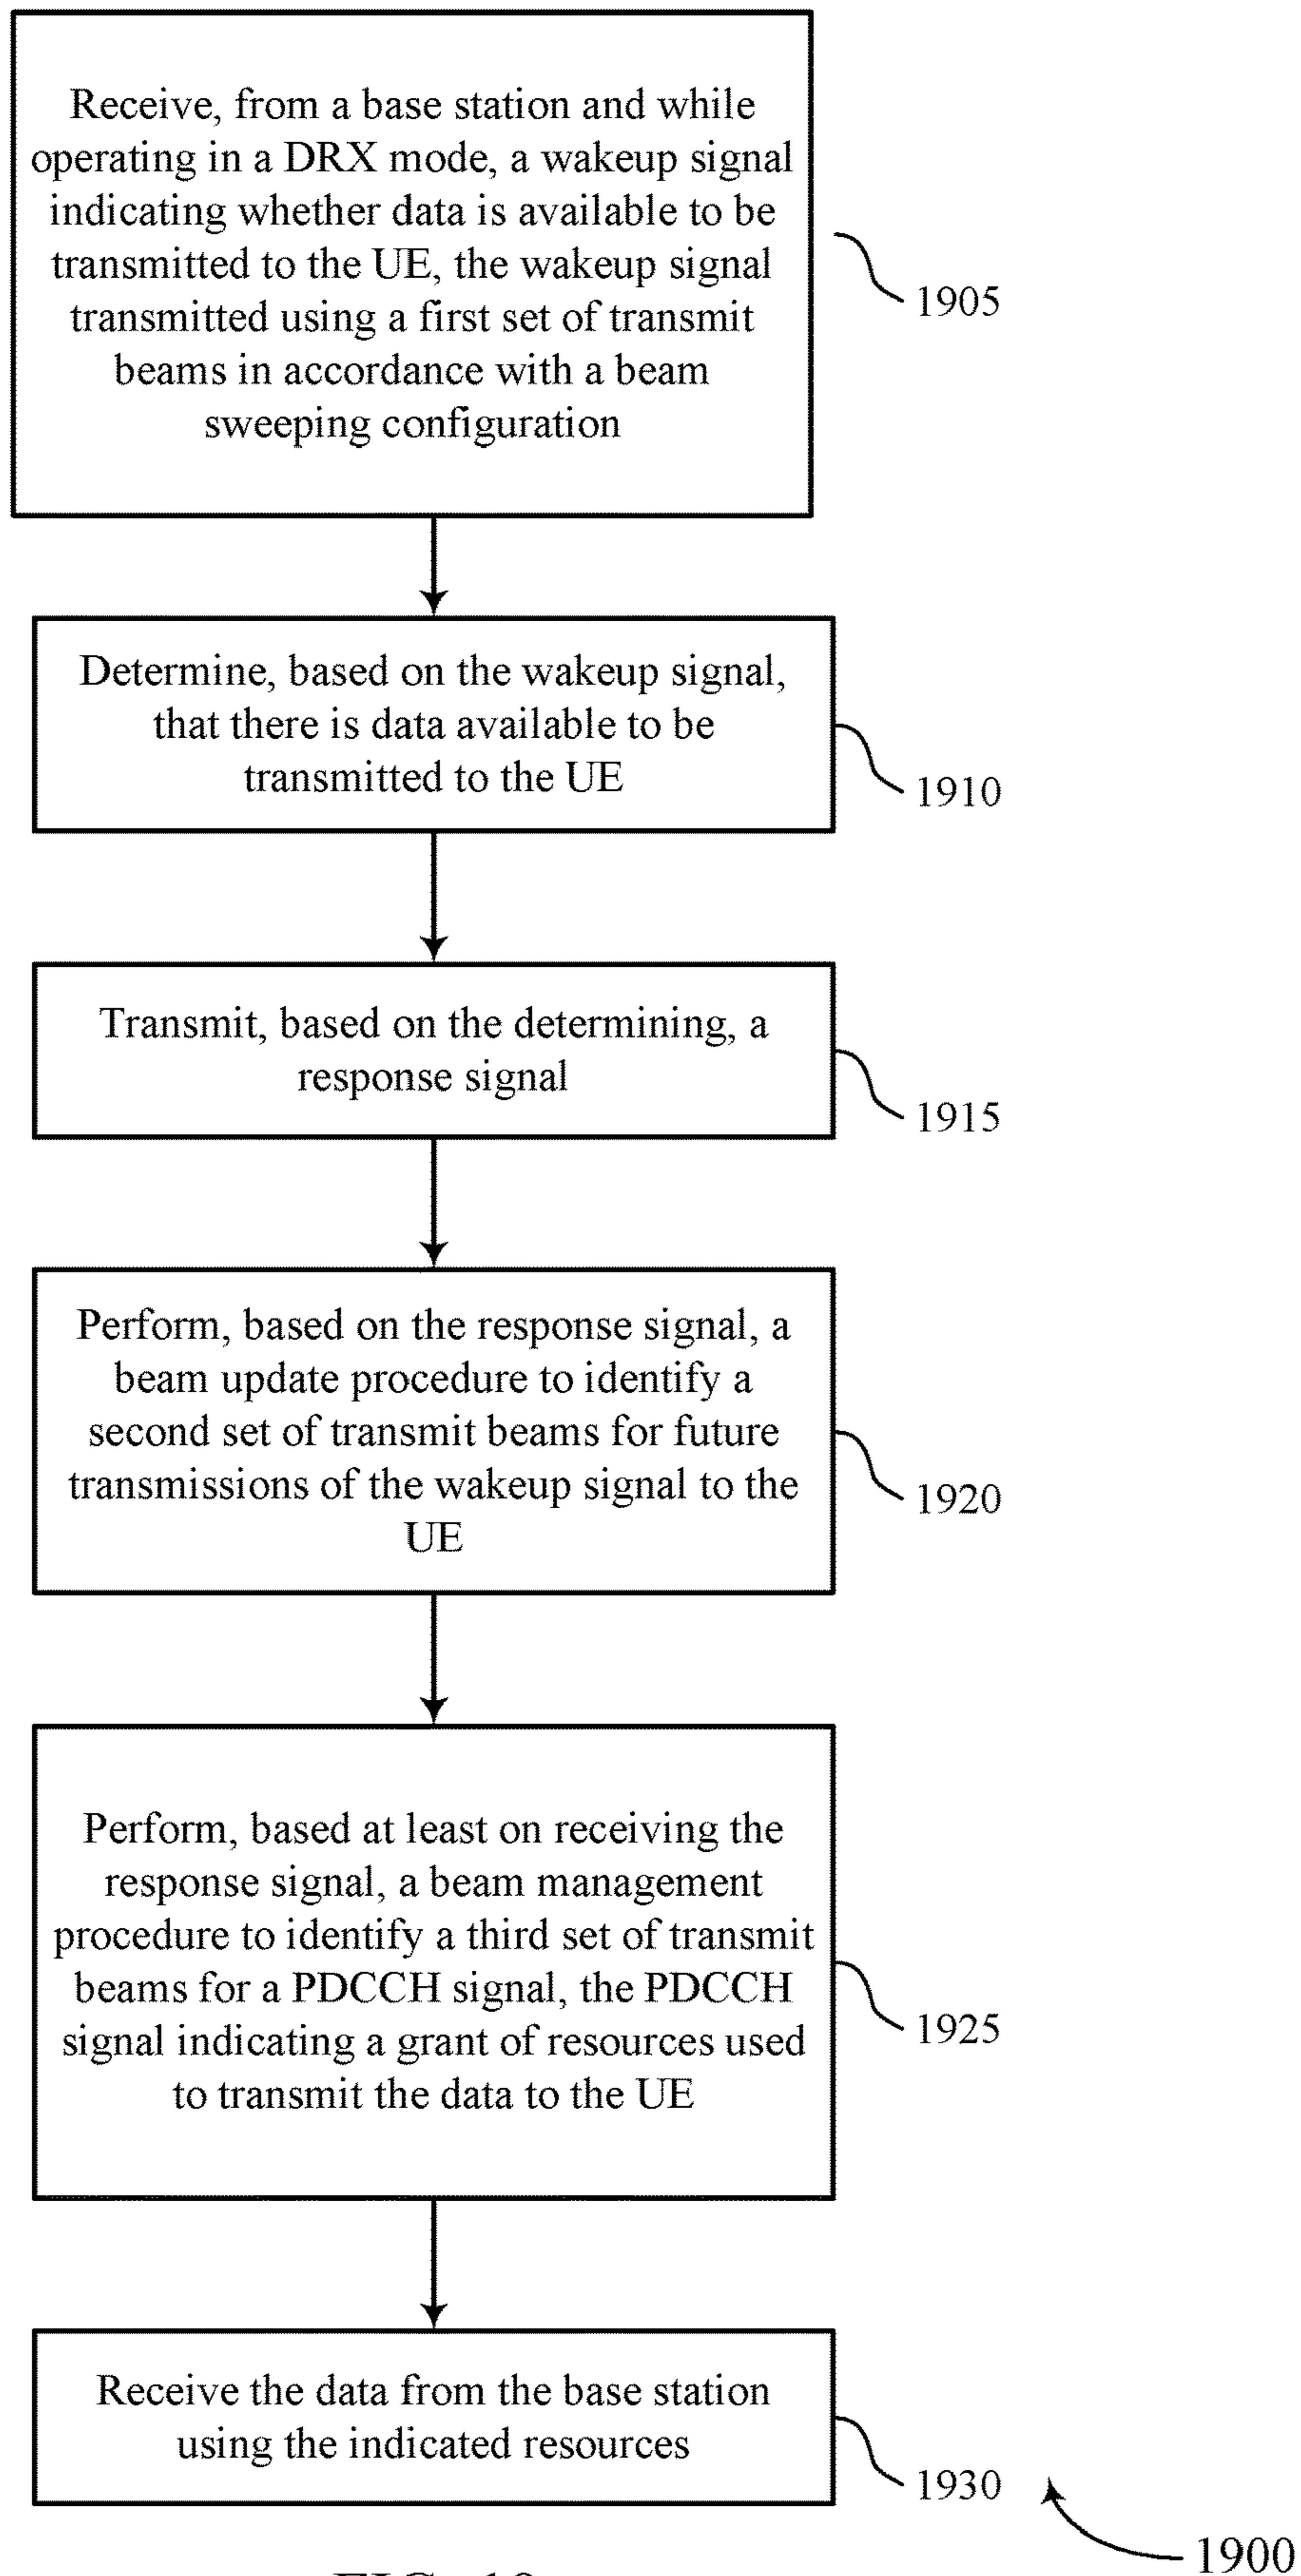 Receive, from a base station and while
operating in a DRX mode, a wakeup signal
indicating whether data is available to be
transmitted to the UE, the wakeup signal
transmitted using a first set of transmit
beams in accordance with a beam
sweeping configuration
1905
Determine, based on the wakeup signal,
that there is data available to be
transmitted to the UE
1910
Transmit, based on the determining, a
response signal
1915
Perform, based on the response signal, a
beam update procedure to identify a
second set of transmit beams for future
transmissions of the wakeup signal to the
UE
1920
Perform, based at least on receiving the
response signal, a beam management
procedure to identify a third set of transmit
beams for a PDCCH signal, the PDCCH
signal indicating a grant of resources used
to transmit the data to the UE
1925
Receive the data from the base station
using the indicated resources
1930
1900